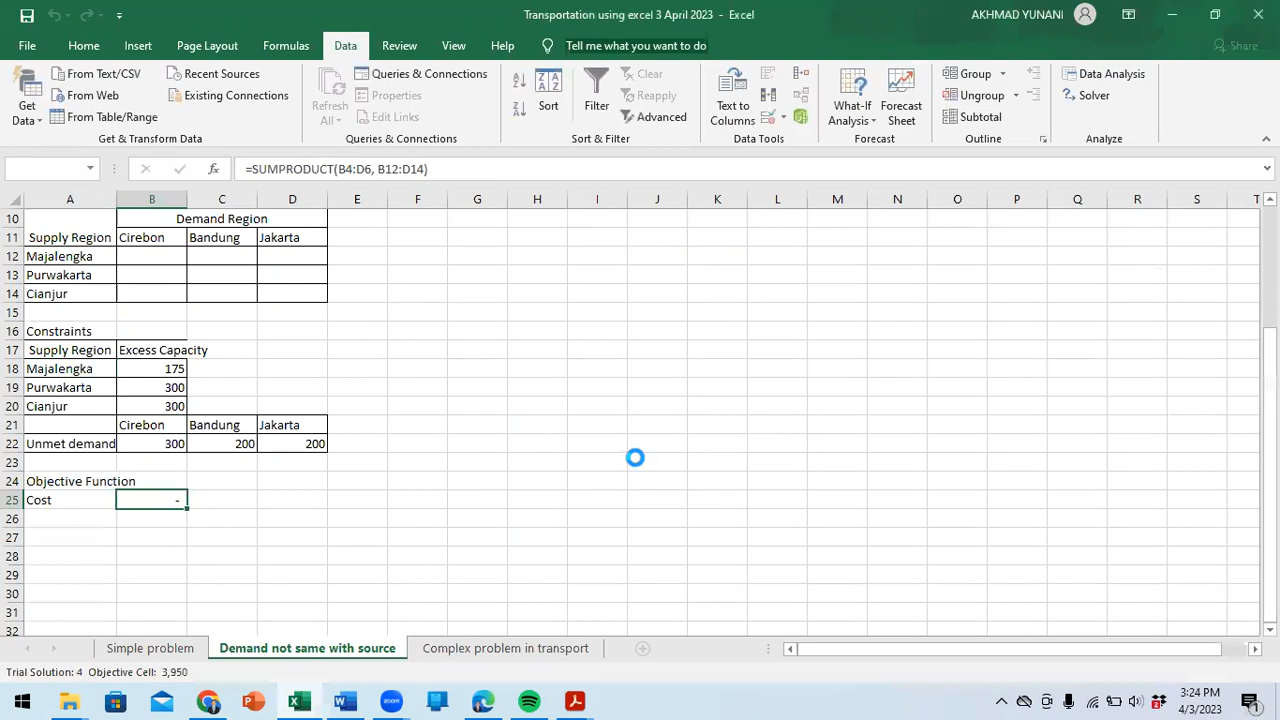 Transportation using excel 3 April 2023 - Excel
AKHMAD YUNANI
File Home Insert Page Layout Formulas Data Review View Help Tell me what you want to do Share
Get Data
From Text/CSV
From Web
From Table/Range
Recent Sources
Existing Connections
Get & Transform Data
Refresh All
Queries & Connections
Properties
Edit Links
Queries & Connections
Sort
Filter
Clear
Reapply
Advanced
Sort & Filter
Text to Columns
Data Tools
What-If Analysis
Forecast Sheet
Forecast
Group
Ungroup
Subtotal
Outline
Data Analysis
Solver
Analyze
fx =SUMPRODUCT(B4:D6, B12:D14)
A B C D E F G H I J K L M N O P Q R S T
10 Demand Region
11 Supply Region Cirebon Bandung Jakarta
12 Majalengka
13 Purwakarta
14 Cianjur
15
16 Constraints
17 Supply Region Excess Capacity
18 Majalengka 175
19 Purwakarta 300
20 Cianjur 300
21 Cirebon Bandung Jakarta
22 Unmet demand 300 200 200
23
24 Objective Function
25 Cost -
26
27
28
29
30
31
32
Simple problem Demand not same with source Complex problem in transport
Trial Solution: 4 Objective Cell: 3,950
3:24 PM
4/3/2023